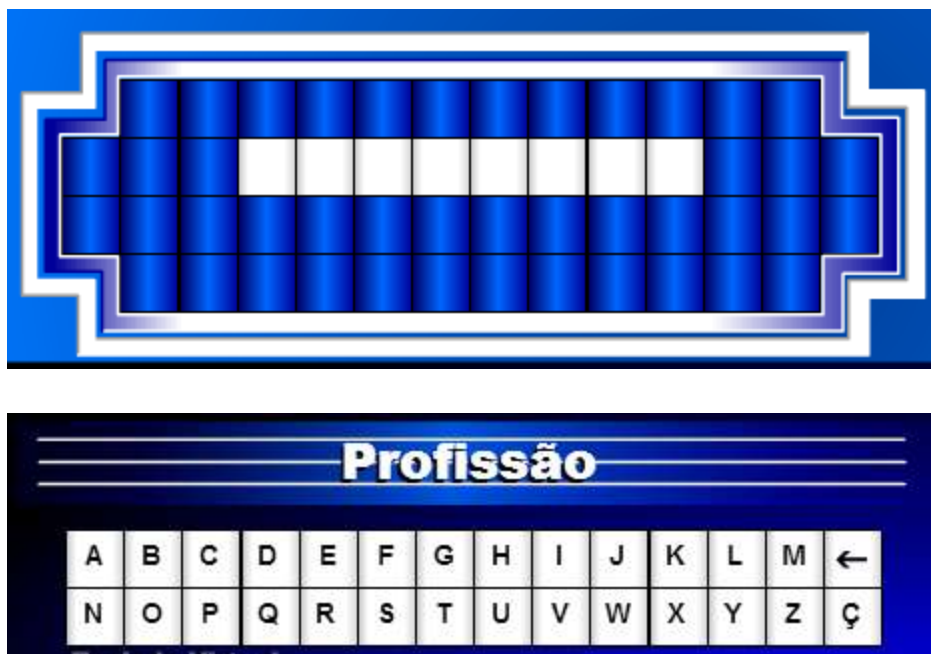 Profissão
A B C D E F G H I J K L M ←
N O P Q R S T U V W X Y Z Ç